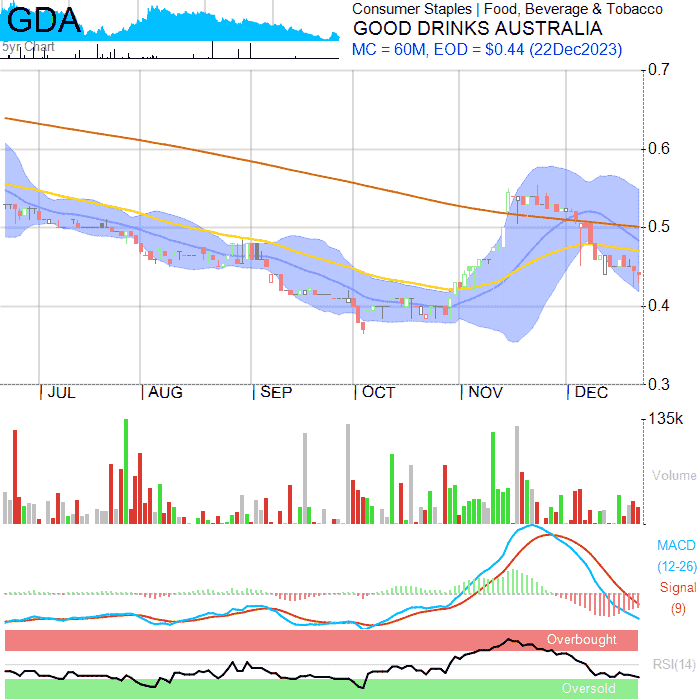 GDA
5yr Chart
Consumer Staples | Food, Beverage & Tobacco
GOOD DRINKS AUSTRALIA
MC = 60M, EOD = $0.44 (22Dec2023)
0.7
0.6
0.5
0.4
0.3
JUL AUG SEP OCT NOV DEC
135k
Volume
MACD
(12-26)
Signal
(9)
Overbought
RSI(14)
Oversold